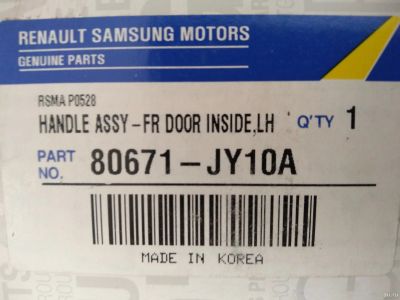 RENAULT SAMSUNG MOTORS
GENUINE PARTS
RSMA P0528
HANDLE ASSY-FR DOOR INSIDE,LH Q'TY 1
PART NO. 80671-JY10A
MADE IN KOREA